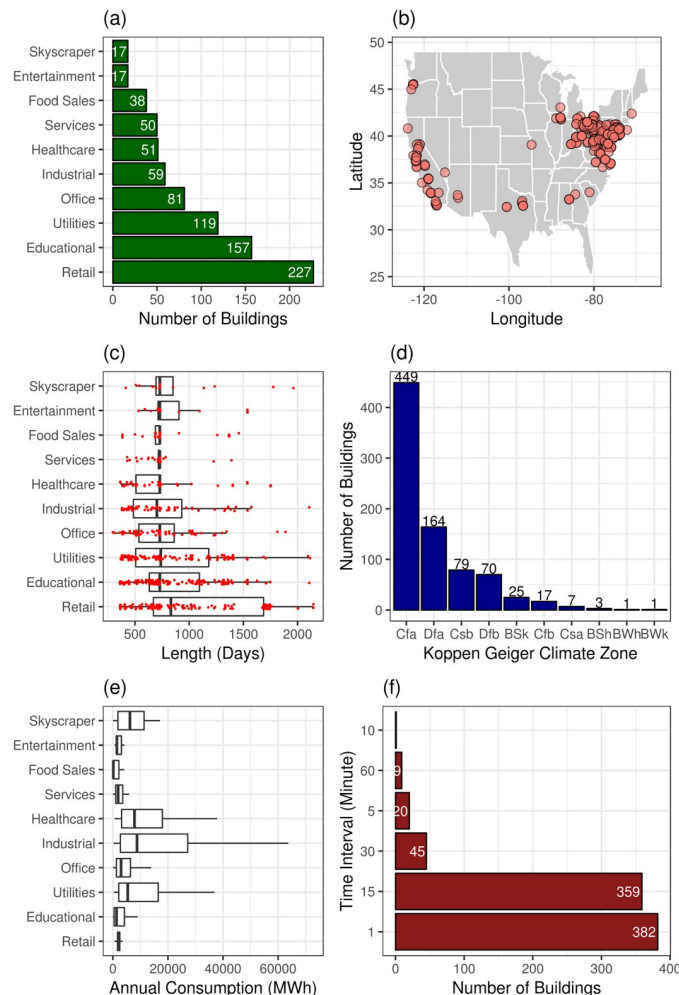 (a)
Skyscraper 17
Entertainment 17
Food Sales 38
Services 50
Healthcare 51
Industrial 59
Office 81
Utilities 119
Educational 157
Retail 227
0 50 100 150 200
Number of Buildings
(b)
50
45
40
35
30
25
Latitude
-120 -100 -80
Longitude
(c)
Skyscraper
Entertainment
Food Sales
Services
Healthcare
Industrial
Office
Utilities
Educational
Retail
500 1000 1500 2000
Length (Days)
(d)
449
164
79
70
25
17
7
3
1
1
400
300
200
100
0
Number of Buildings
Cfa Dfa Csb Dfb BSk Cfb Csa BSh BWh BWk
Koppen Geiger Climate Zone
(e)
Skyscraper
Entertainment
Food Sales
Services
Healthcare
Industrial
Office
Utilities
Educational
Retail
0 20000 40000 60000
Annual Consumption (MWh)
(f)
Time Interval (Minute)
10
60 9
5 20
30 45
15 359
1 382
0 100 200 300 400
Number of Buildings